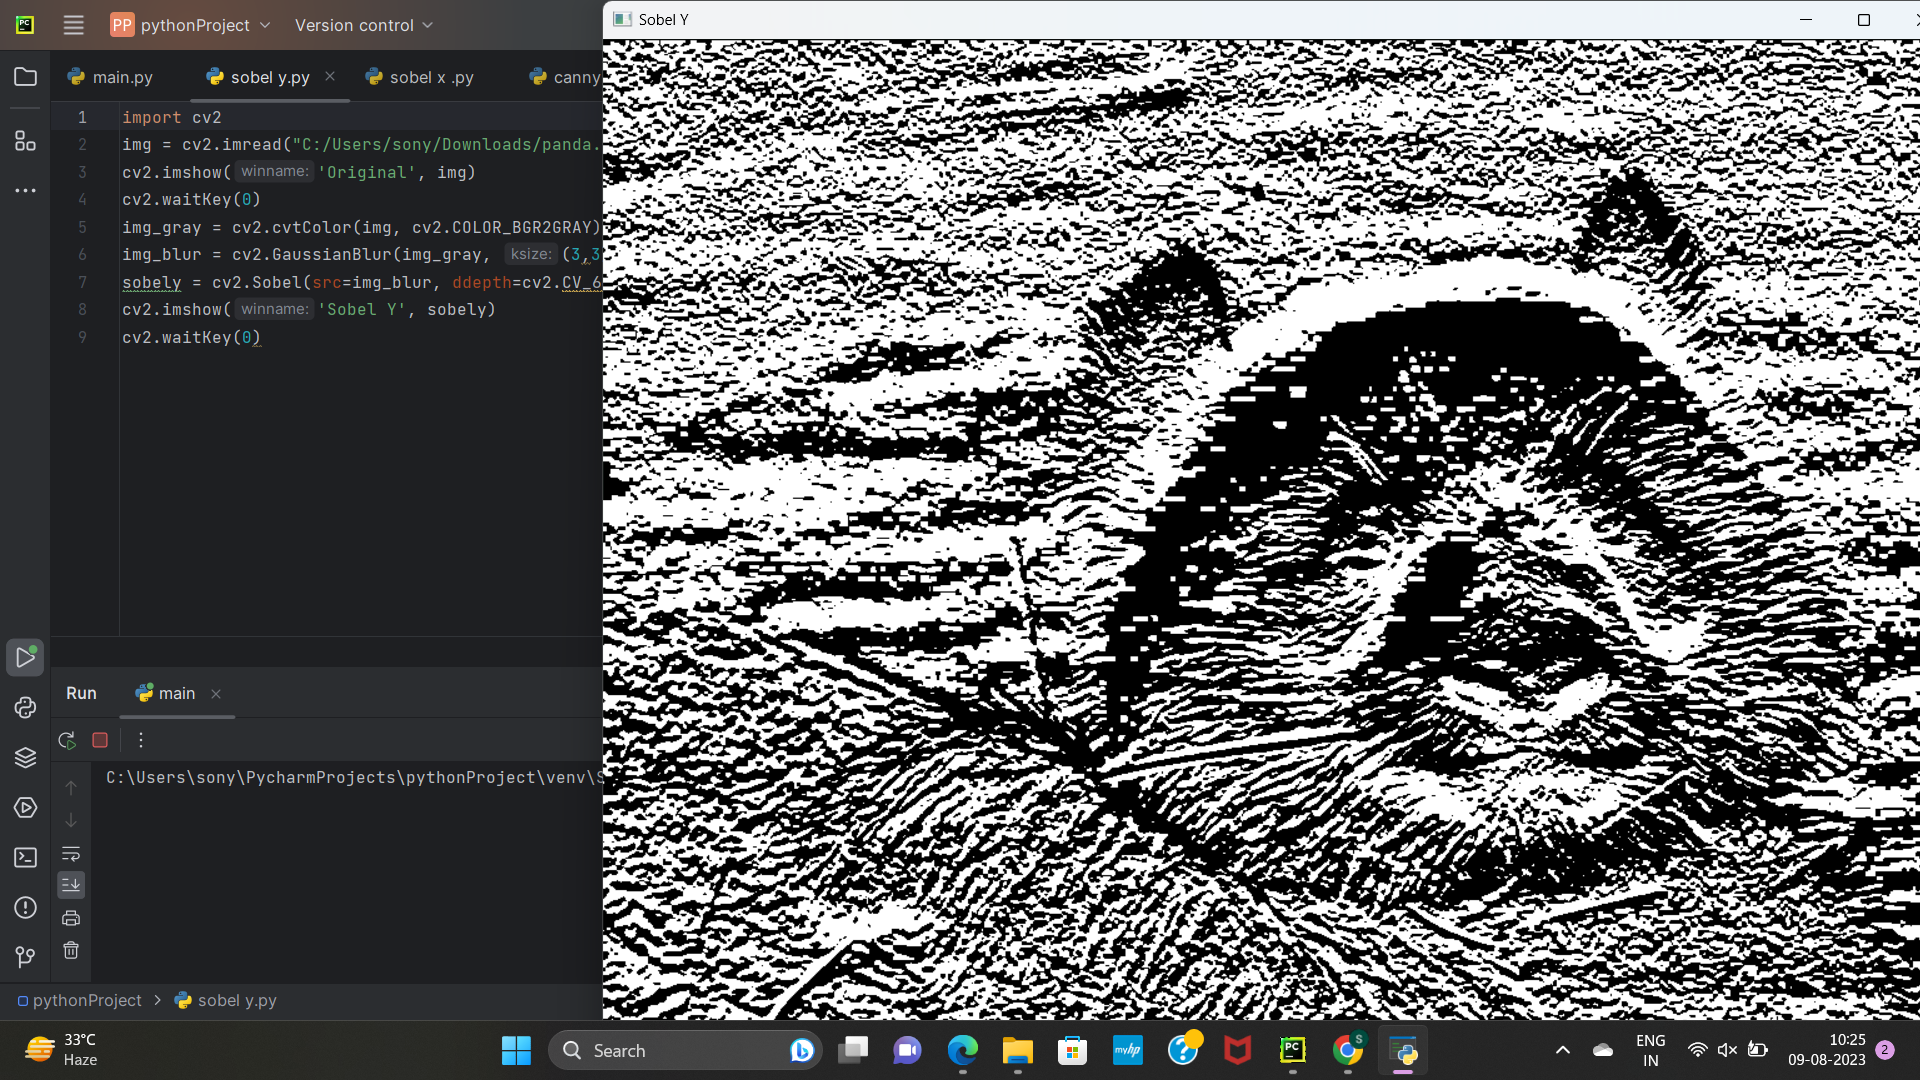 PC
PP pythonProject Version control
Sobel Y
main.py sobel y.py sobel x .py canny
1 import cv2
2 img = cv2.imread("C:/Users/sony/Downloads/panda.
3 cv2.imshow( winname: 'Original', img)
4 cv2.waitKey(0)
5 img_gray = cv2.cvtColor(img, cv2.COLOR_BGR2GRAY)
6 img_blur = cv2.GaussianBlur(img_gray, ksize: (3,3
7 sobely = cv2.Sobel(src=img_blur, ddepth=cv2.CV_6
8 cv2.imshow( winname: 'Sobel Y', sobely)
9 cv2.waitKey(0)
Run main
C:\Users\sony\PycharmProjects\pythonProject\venv\S
pythonProject > sobel y.py
33°C
Haze
Search
myhp
PC
S
ENG
IN
10:25
09-08-2023
2